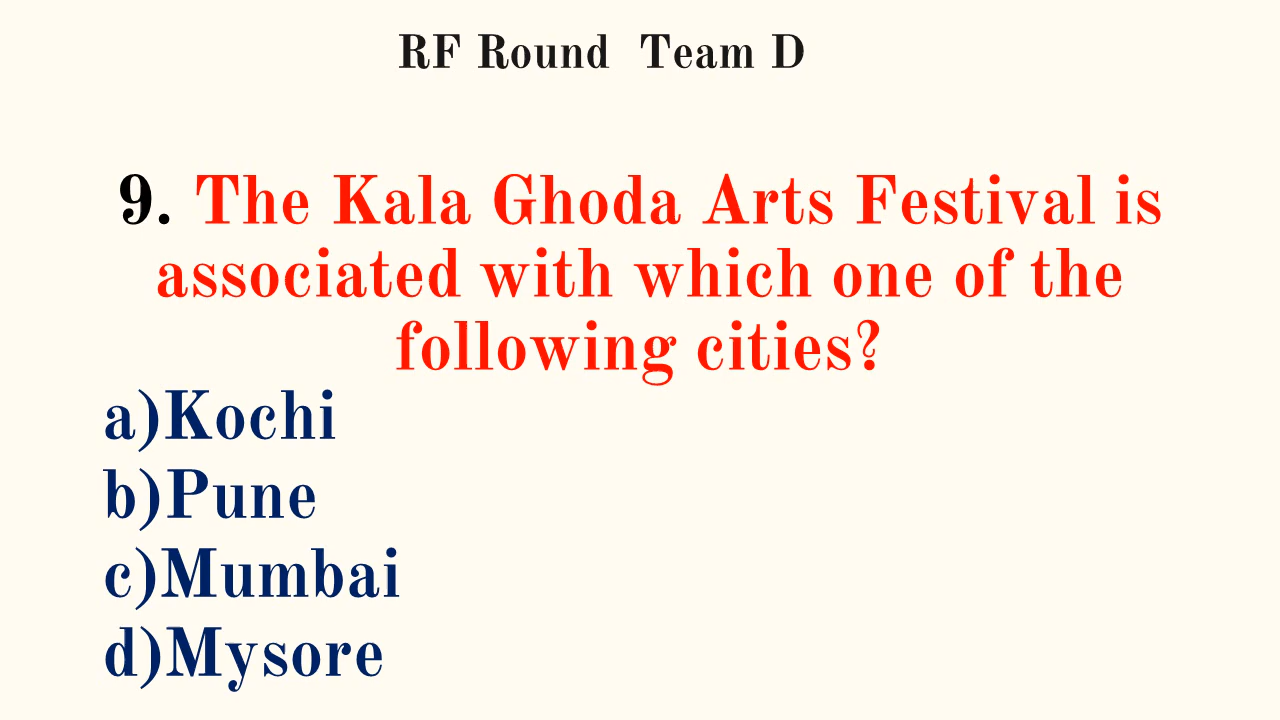 RF Round  Team D
9. The Kala Ghoda Arts Festival is
associated with which one of the
following cities?
a)Kochi
b)Pune
c)Mumbai
d)Mysore